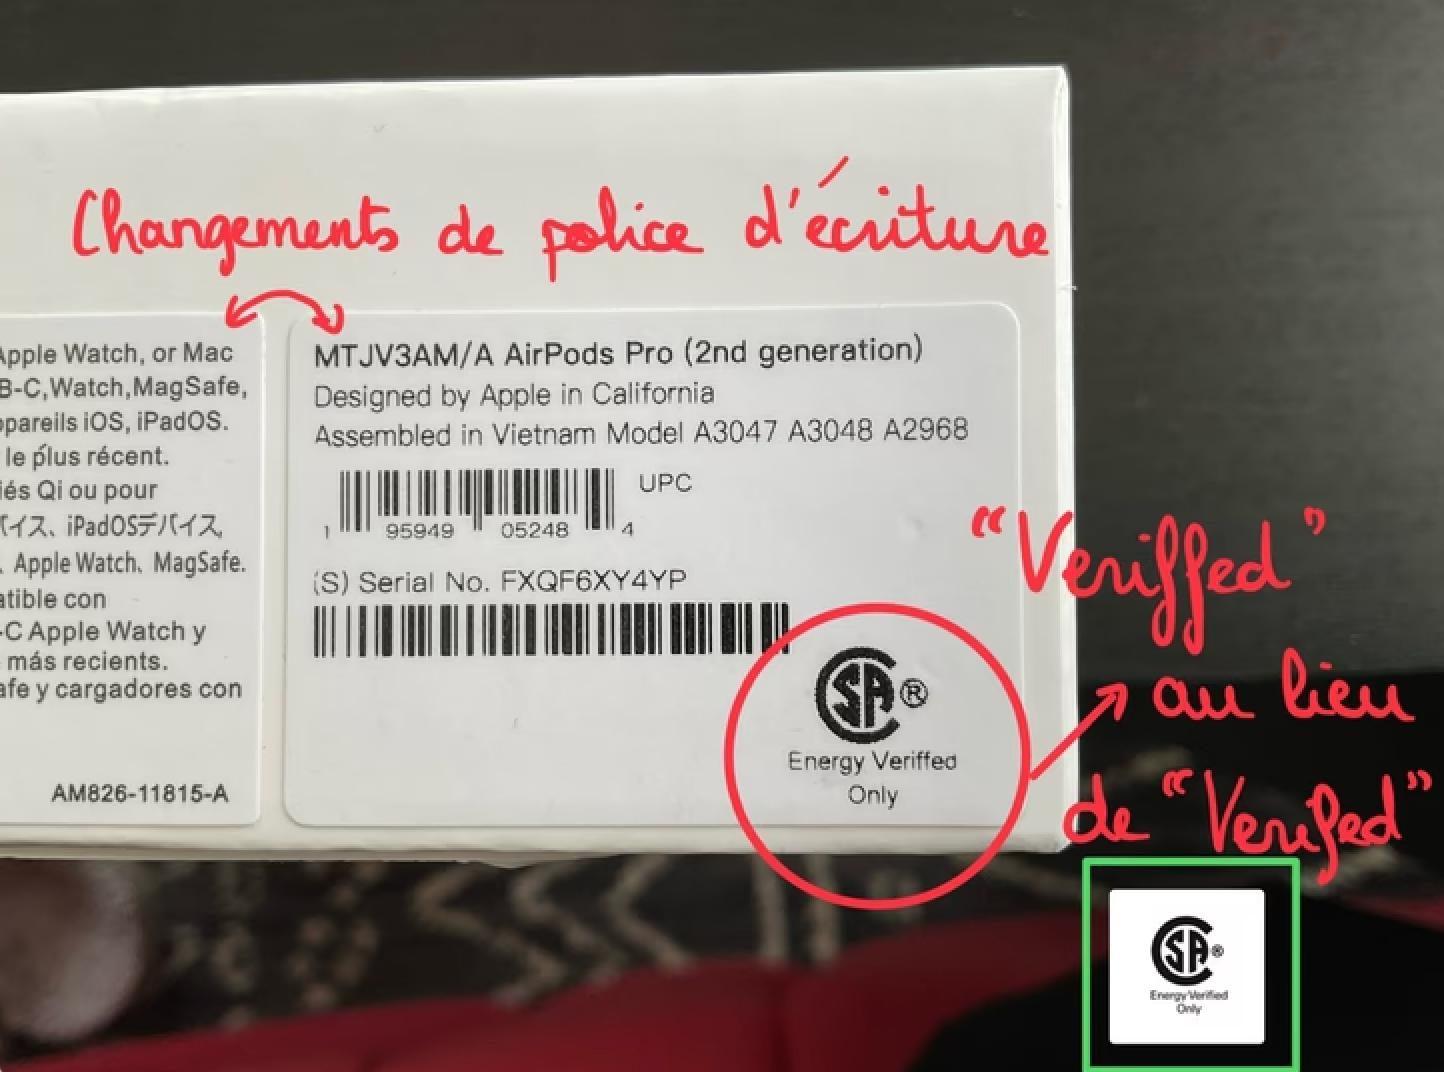 Changements de police d'écriture
Apple Watch, or Mac
B-C,Watch,MagSafe,
appareils iOS, iPadOS.
le plus récent.
iés Qi ou pour
バイス、iPadOSデバイス,
、Apple Watch、MagSafe.
atible con
-C Apple Watch y
más recients.
afe y cargadores con
AM826-11815-A
MTJV3AM/A AirPods Pro (2nd generation)
Designed by Apple in California
Assembled in Vietnam Model A3047 A3048 A2968
UPC
1 95949 05248 4
(S) Serial No. FXQF6XY4YP
SA ®
Energy Veriffed
Only
"Veriffed"
au lieu
de "Verifed"
SA ®
Energy Verified
Only